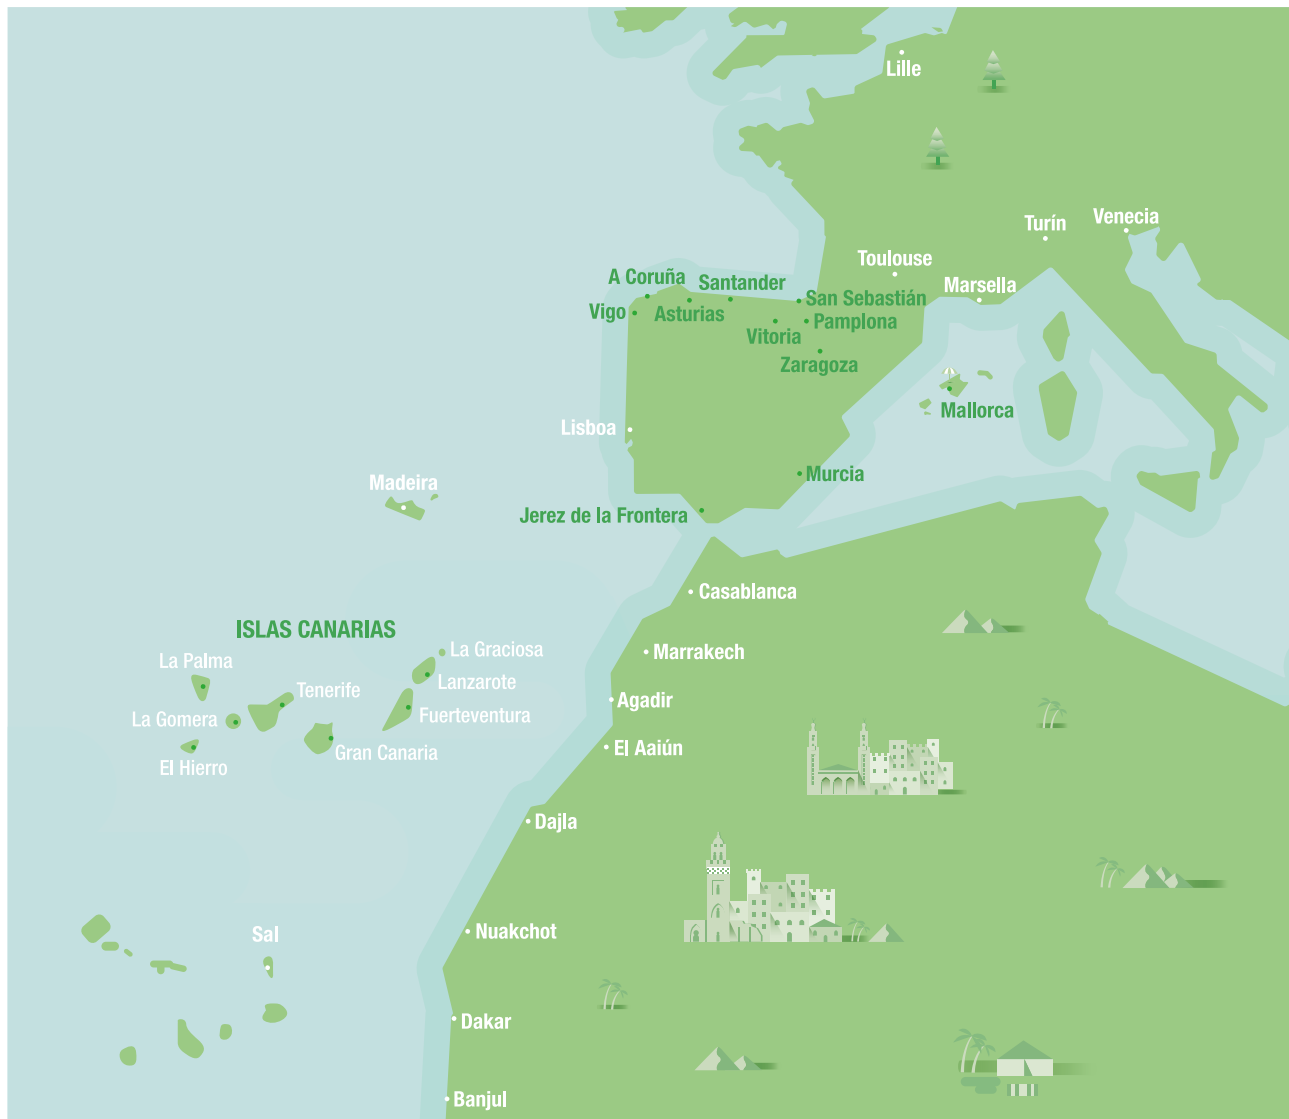 Lille
Venecia
Turín
Toulouse
A Coruña
Santander
Marsella
San Sebastián
Vigo
Asturias
Pamplona
Vitoria
Zaragoza
Mallorca
Lisboa
Murcia
Madeira
Jerez de la Frontera
Casablanca
ISLAS CANARIAS
La Graciosa
Marrakech
La Palma
Lanzarote
Tenerife
Agadir
Fuerteventura
La Gomera
El Aaiún
Gran Canaria
El Hierro
Dajla
Nuakchot
Sal
Dakar
Banjul